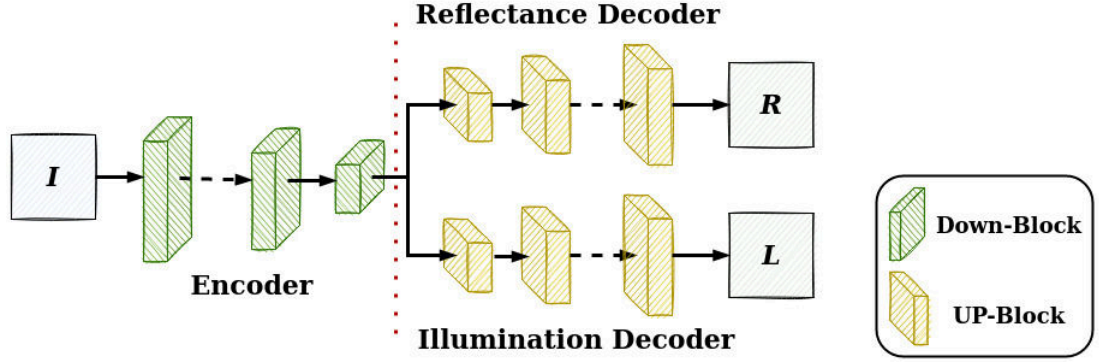 Reflectance Decoder
I
R
Encoder
L
Illumination Decoder
Down-Block
UP-Block